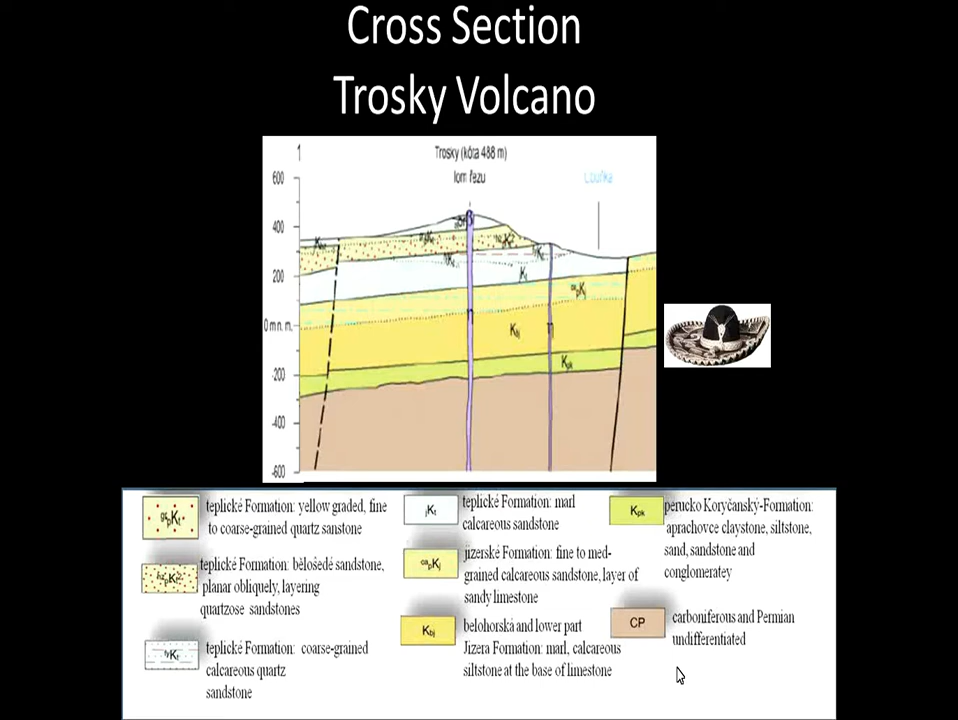 Cross Section
Trosky Volcano
Trosky (kóta 488 m)
lom řezu
600
400
200
0 m n. m.
-200
-400
-600
Kbj
Kpk
teplické Formation: yellow graded, fine
to coarse-grained quartz sanstone
teplické Formation: bělošedé sandstone,
planar obliquely, layering
quartzose sandstones
teplické Formation: coarse-grained
calcareous quartz
sandstone
jKt
teplické Formation: marl
calcareous sandstone
jizerské Formation: fine to med-
grained calcareous sandstone, layer of
sandy limestone
Kbj
belohorská and lower part
Jizera Formation: marl, calcareous
siltstone at the base of limestone
Kpk
perucko Koryčanský-Formation:
aprachovce claystone, siltstone,
sand, sandstone and
conglomeratey
CP
carboniferous and Permian
undifferentiated